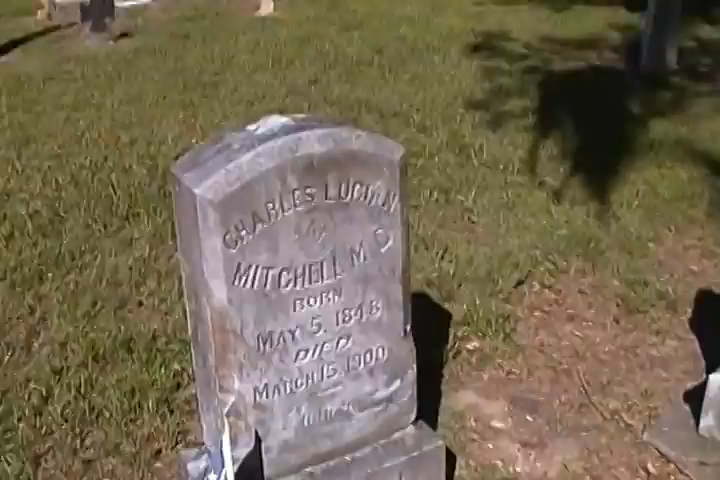 CHARLES LUCIAN
MITCHELL M D
BORN
MAY 5, 1848
DIED
MARCH 15, 1900